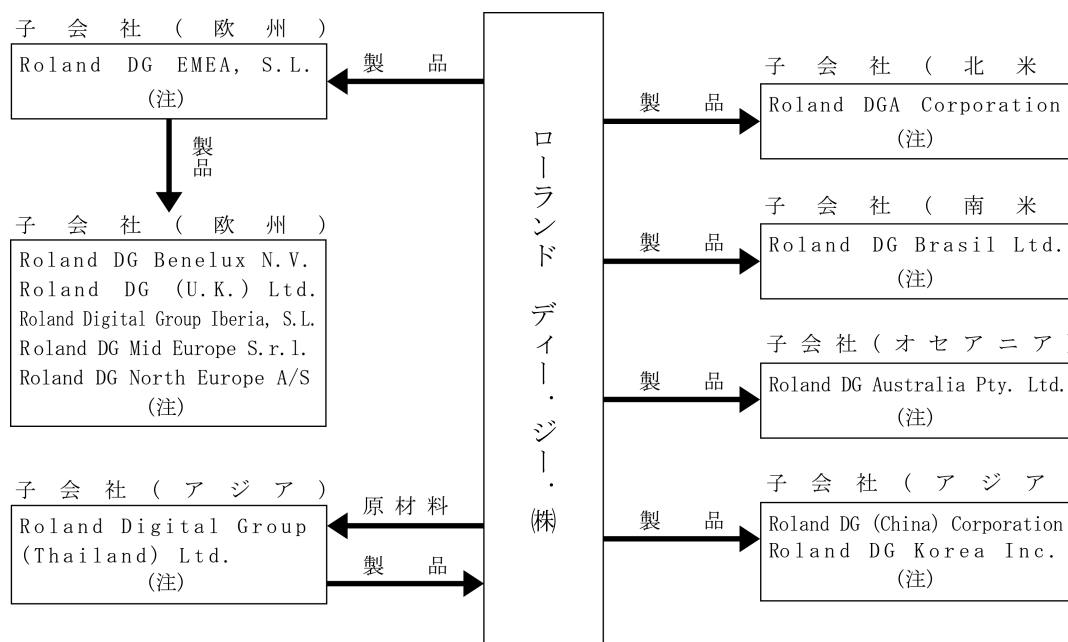 子会社(欧州)
Roland DG EMEA, S.L.
(注)
製品
製品
子会社(欧州)
Roland DG Benelux N.V.
Roland DG (U.K.) Ltd.
Roland Digital Group Iberia, S.L.
Roland DG Mid Europe S.r.l.
Roland DG North Europe A/S
(注)
子会社(アジア)
Roland Digital Group
(Thailand) Ltd.
(注)
原材料
製品
ローランド ディー.ジー.㈱
製品
子会社(北米
Roland DGA Corporation
(注)
製品
子会社(南米
Roland DG Brasil Ltd.
(注)
製品
子会社(オセアニア)
Roland DG Australia Pty. Ltd.
(注)
製品
子会社(アジア
Roland DG (China) Corporation
Roland DG Korea Inc.
(注)